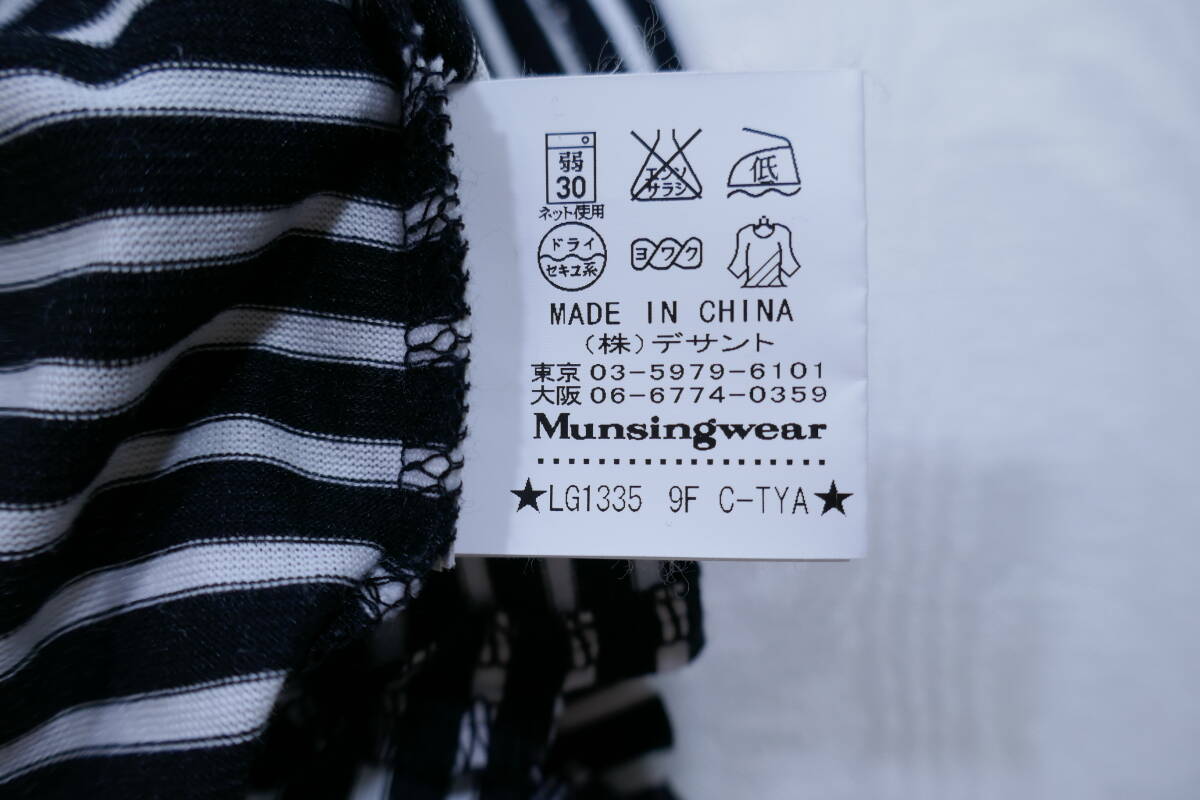 弱
30
ネット使用
エンソ
サラシ
低
ドライ
セキユ系
ヨワク
MADE IN CHINA
(株)デサント
東京 03-5979-6101
大阪 06-6774-0359
Munsingwear
★LG1335 9F C-TYA★